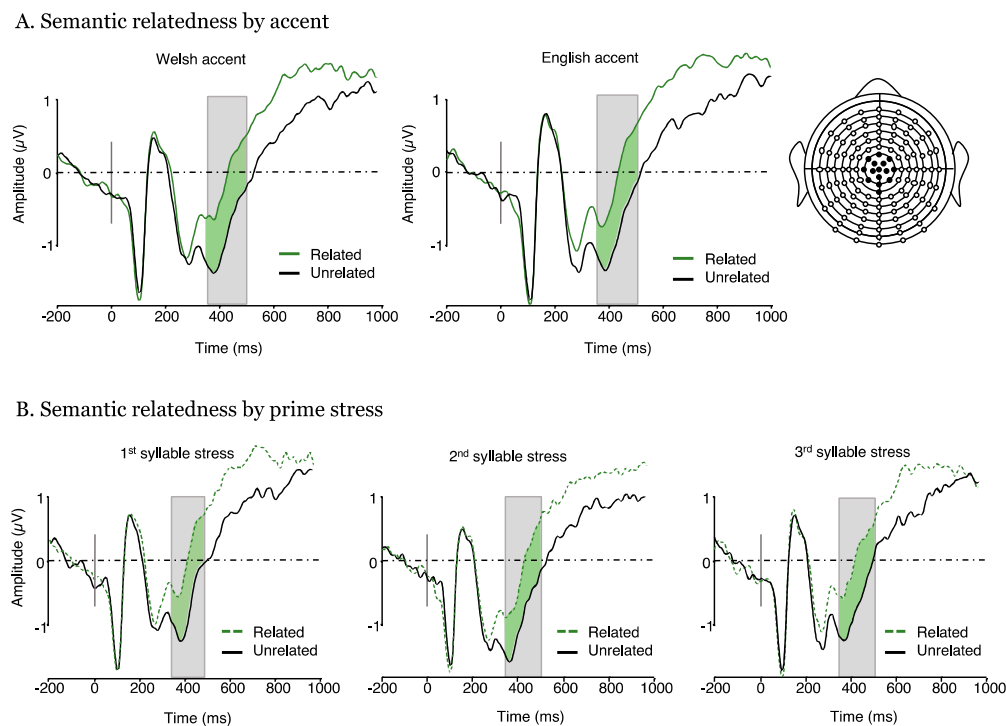 A. Semantic relatedness by accent
Welsh accent
Amplitude (µV)
1
0
-1
Related
Unrelated
-200 0 200 400 600 800 1000
Time (ms)
English accent
Amplitude (µV)
1
0
-1
Related
Unrelated
-200 0 200 400 600 800 1000
Time (ms)
B. Semantic relatedness by prime stress
1st syllable stress
Amplitude (µV)
1
0
-1
Related
Unrelated
-200 0 200 400 600 800 1000
Time (ms)
2nd syllable stress
1
0
-1
Related
Unrelated
-200 0 200 400 600 800 1000
Time (ms)
3rd syllable stress
1
0
-1
Related
Unrelated
-200 0 200 400 600 800 1000
Time (ms)